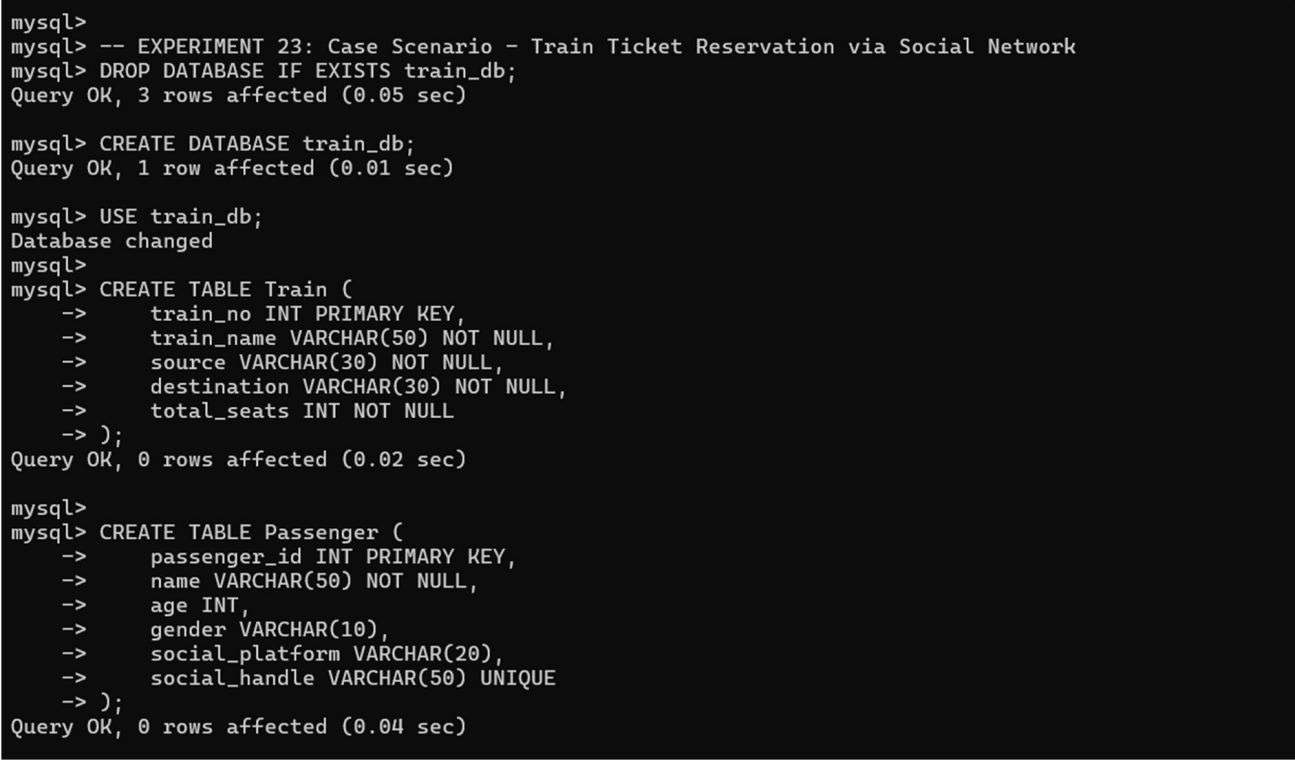 mysql>
mysql> -- EXPERIMENT 23: Case Scenario - Train Ticket Reservation via Social Network
mysql> DROP DATABASE IF EXISTS train_db;
Query OK, 3 rows affected (0.05 sec)

mysql> CREATE DATABASE train_db;
Query OK, 1 row affected (0.01 sec)

mysql> USE train_db;
Database changed
mysql>
mysql> CREATE TABLE Train (
    ->     train_no INT PRIMARY KEY,
    ->     train_name VARCHAR(50) NOT NULL,
    ->     source VARCHAR(30) NOT NULL,
    ->     destination VARCHAR(30) NOT NULL,
    ->     total_seats INT NOT NULL
    -> );
Query OK, 0 rows affected (0.02 sec)

mysql>
mysql> CREATE TABLE Passenger (
    ->     passenger_id INT PRIMARY KEY,
    ->     name VARCHAR(50) NOT NULL,
    ->     age INT,
    ->     gender VARCHAR(10),
    ->     social_platform VARCHAR(20),
    ->     social_handle VARCHAR(50) UNIQUE
    -> );
Query OK, 0 rows affected (0.04 sec)